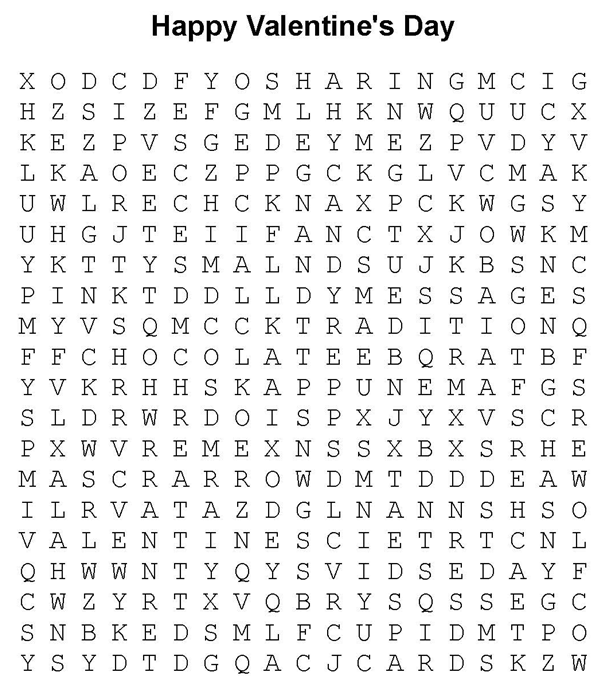 Happy Valentine's Day
X O D C D F Y O S H A R I N G M C I G
H Z S I Z E F G M L H K N W Q U U C X
K E Z P V S G E D E Y M E Z P V D Y V
L K A O E C Z P P G C K G L V C M A K
U W L R E C H C K N A X P C K W G S Y
U H G J T E I I F A N C T X J O W K M
Y K T T Y S M A L N D S U J K B S N C
P I N K T D D L L D Y M E S S A G E S
M Y V S Q M C C K T R A D I T I O N Q
F F C H O C O L A T E E B Q R A T B F
Y V K R H H S K A P P U N E M A F G S
S L D R W R D O I S P X J Y X V S C R
P X W V R E M E X N S S X B X S R H E
M A S C R A R R O W D M T D D D E A W
I L R V A T A Z D G L N A N N S H S O
V A L E N T I N E S C I E T R T C N L
Q H W W N T Y Q Y S V I D S E D A Y F
C W Z Y R T X V Q B R Y S Q S S E G C
S N B K E D S M L F C U P I D M T P O
Y S Y D T D G Q A C J C A R D S K Z W